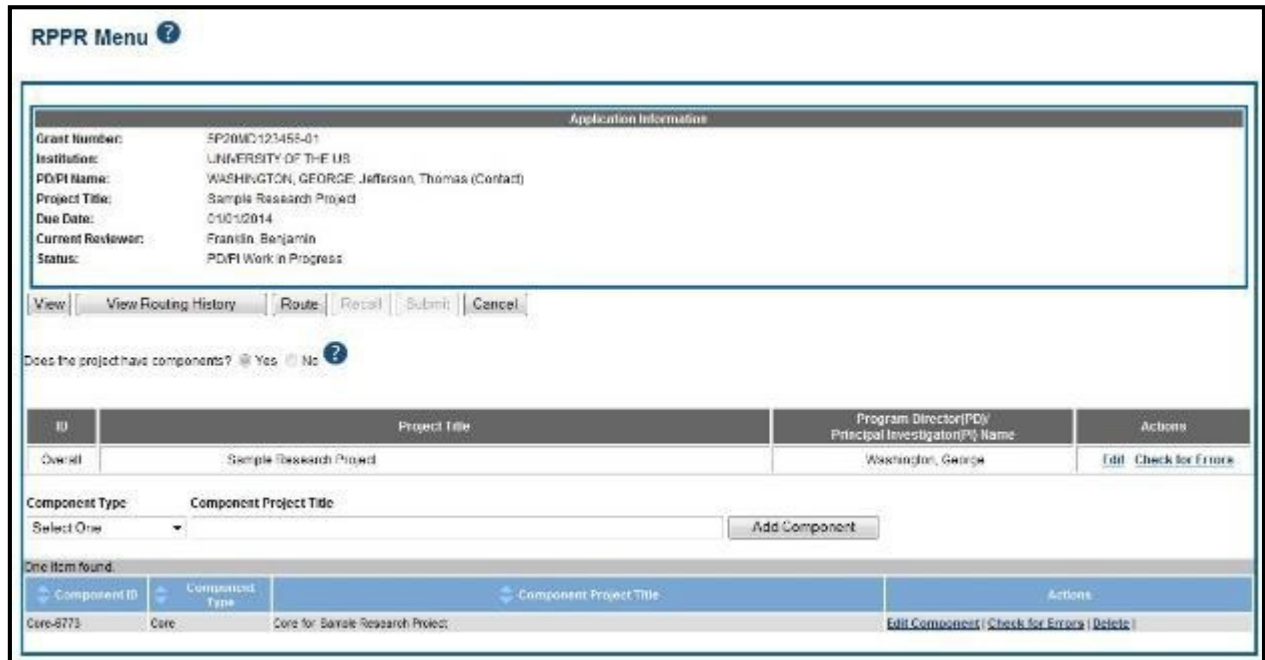 RPPR Menu ?
Application Information
Grant Number: 5P20MD123456-01
Institution: UNIVERSITY OF THE US
PD/PI Name: WASHINGTON, GEORGE; Jefferson, Thomas (Contact)
Project Title: Sample Research Project
Due Date: 01/01/2014
Current Reviewer: Franklin, Benjamin
Status: PD/PI Work in Progress
View View Routing History Route Recall Submit Cancel
Does the project have components? Yes No ?
ID Project Title Program Director(PD)/ Principal Investigator(PI) Name Actions
Overall Sample Research Project Washington, George Edit Check for Errors
Component Type Component Project Title
Select One Add Component
One item found.
Component ID Component Type Component Project Title Actions
Core-6773 Core Core for Sample Research Project Edit Component | Check for Errors | Delete |